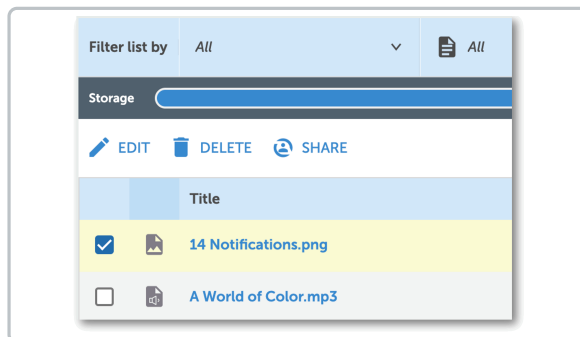 Filter list by All All
Storage
EDIT DELETE SHARE
Title
14 Notifications.png
A World of Color.mp3